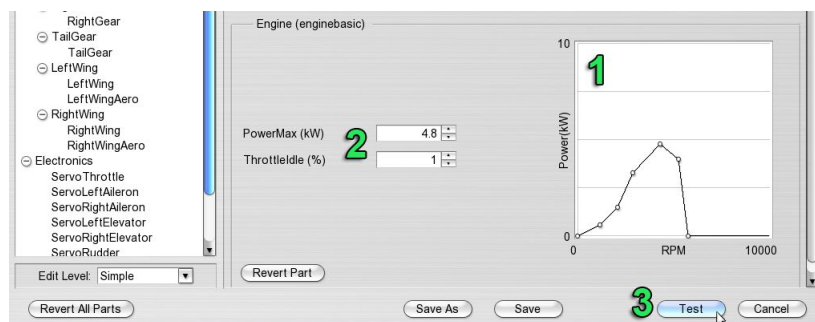 RightGear
TailGear
TailGear
LeftWing
LeftWing
LeftWingAero
RightWing
RightWing
RightWingAero
Electronics
ServoThrottle
ServoLeftAileron
ServoRightAileron
ServoLeftElevator
ServoRightElevator
ServoRudder
Edit Level: Simple
Engine (enginebasic)
PowerMax (kW) 4.8
ThrottleIdle (%) 1
2
Revert Part
1
10
Power(kW)
0
0 RPM 10000
Revert All Parts Save As Save 3 Test Cancel